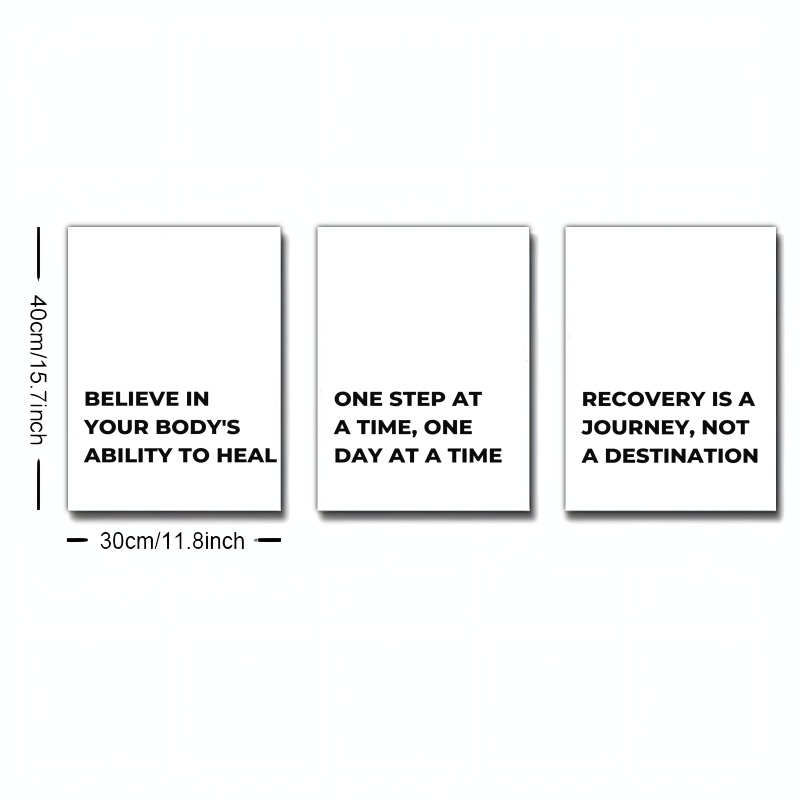 40cm/15.7inch
BELIEVE IN
YOUR BODY'S
ABILITY TO HEAL
ONE STEP AT
A TIME, ONE
DAY AT A TIME
RECOVERY IS A
JOURNEY, NOT
A DESTINATION
30cm/11.8inch